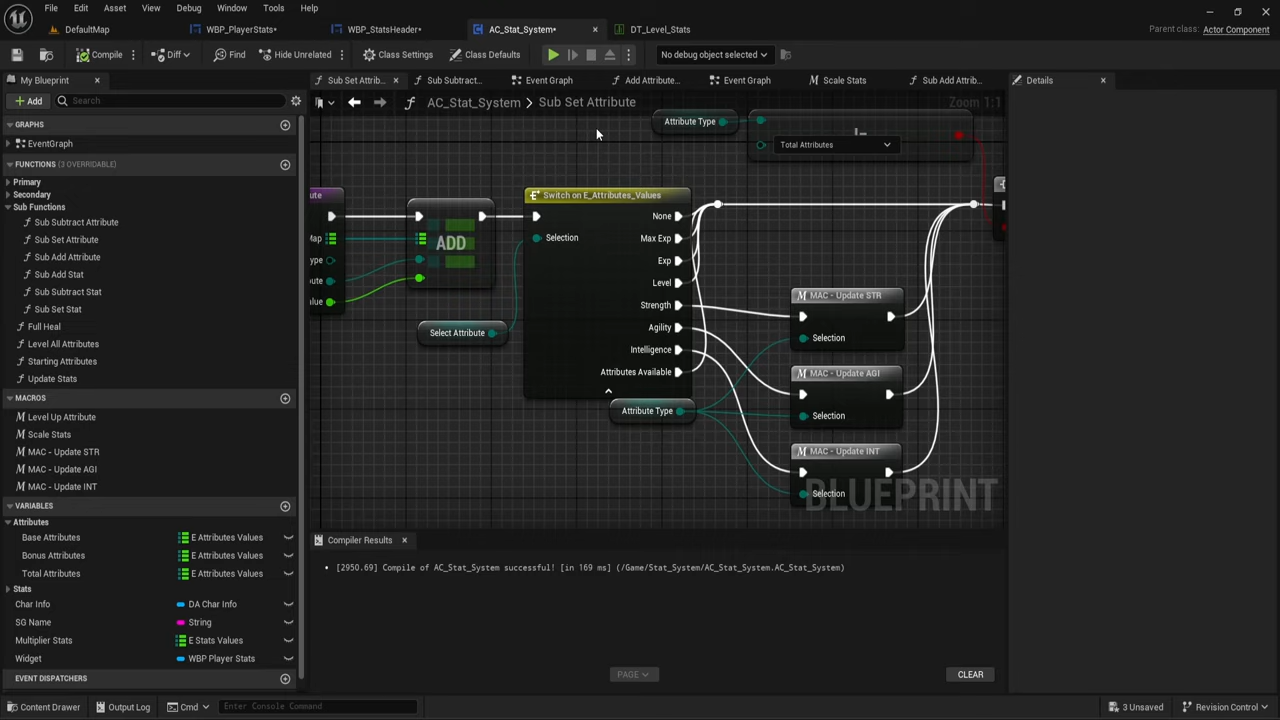 File Edit Asset View Debug Window Tools Help
DefaultMap
WBP_PlayerStats•
WBP_StatsHeader•
AC_Stat_System•
DT_Level_Stats
Parent class: Actor Component
Compile
Diff
Find
Hide Unrelated
Class Settings
Class Defaults
No debug object selected
My Blueprint
Sub Set Attrib...
Sub Subtract...
Event Graph
Add Attribute...
Event Graph
Scale Stats
Sub Add Attrib...
Details
Add
Search
AC_Stat_System > Sub Set Attribute
Zoom 1:1
GRAPHS
EventGraph
FUNCTIONS (3 OVERRIDABLE)
Primary
Secondary
Sub Functions
Sub Subtract Attribute
Sub Set Attribute
Sub Add Attribute
Sub Add Stat
Sub Subtract Stat
Sub Set Stat
Full Heal
Level All Attributes
Starting Attributes
Update Stats
MACROS
Level Up Attribute
Scale Stats
MAC - Update STR
MAC - Update AGI
MAC - Update INT
VARIABLES
Attributes
Base Attributes E Attributes Values
Bonus Attributes E Attributes Values
Total Attributes E Attributes Values
Stats
Char Info DA Char Info
SG Name String
Multiplier Stats E Stats Values
Widget WBP Player Stats
EVENT DISPATCHERS
Attribute Type
Total Attributes
ute
Map
ype
bute
alue
ADD
Select Attribute
Switch on E_Attributes_Values
None
Selection
Max Exp
Exp
Level
Strength
Agility
Intelligence
Attributes Available
Attribute Type
MAC - Update STR
Selection
MAC - Update AGI
Selection
MAC - Update INT
Selection
BLUEPRINT
Compiler Results
[2950.69] Compile of AC_Stat_System successful! [in 169 ms] (/Game/Stat_System/AC_Stat_System.AC_Stat_System)
PAGE
CLEAR
Content Drawer
Output Log
Cmd
Enter Console Command
3 Unsaved
Revision Control